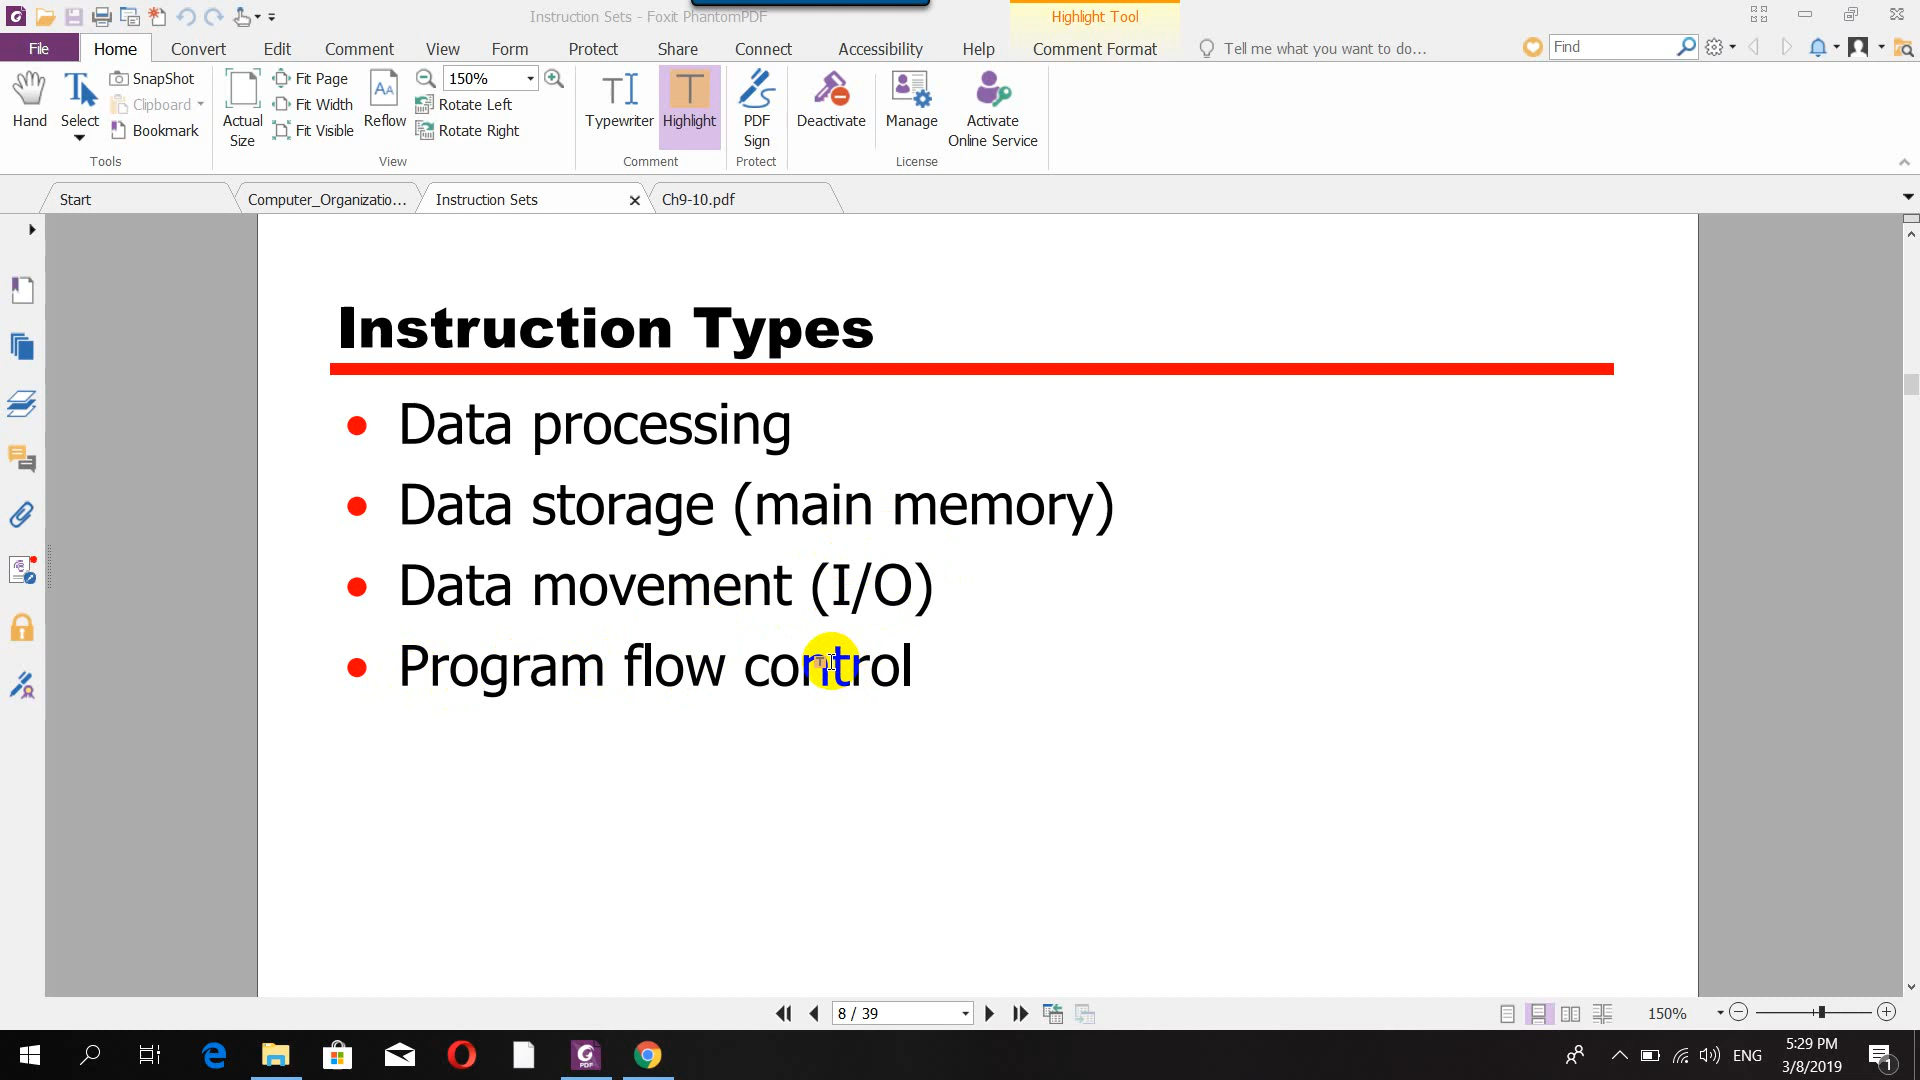 Instruction Sets - Foxit PhantomPDF
Highlight Tool
File
Home
Convert
Edit
Comment
View
Form
Protect
Share
Connect
Accessibility
Help
Comment Format
Tell me what you want to do...
Find
Hand
Select
SnapShot
Clipboard
Bookmark
Tools
Actual Size
Fit Page
Fit Width
Fit Visible
Reflow
150%
Rotate Left
Rotate Right
View
Typewriter
Highlight
Comment
PDF Sign
Protect
Deactivate
Manage
Activate Online Service
License
Start
Computer_Organizatio...
Instruction Sets
Ch9-10.pdf
Instruction Types
• Data processing
• Data storage (main memory)
• Data movement (I/O)
• Program flow control
8 / 39
150%
ENG
5:29 PM
3/8/2019
1